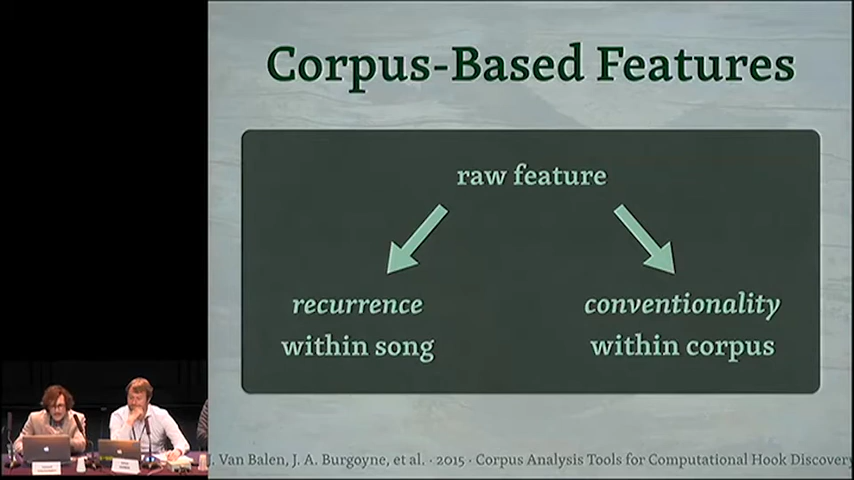 Corpus-Based Features
raw feature
recurrence
within song
conventionality
within corpus
J. Van Balen, J. A. Burgoyne, et al. · 2015 · Corpus Analysis Tools for Computational Hook Discovery